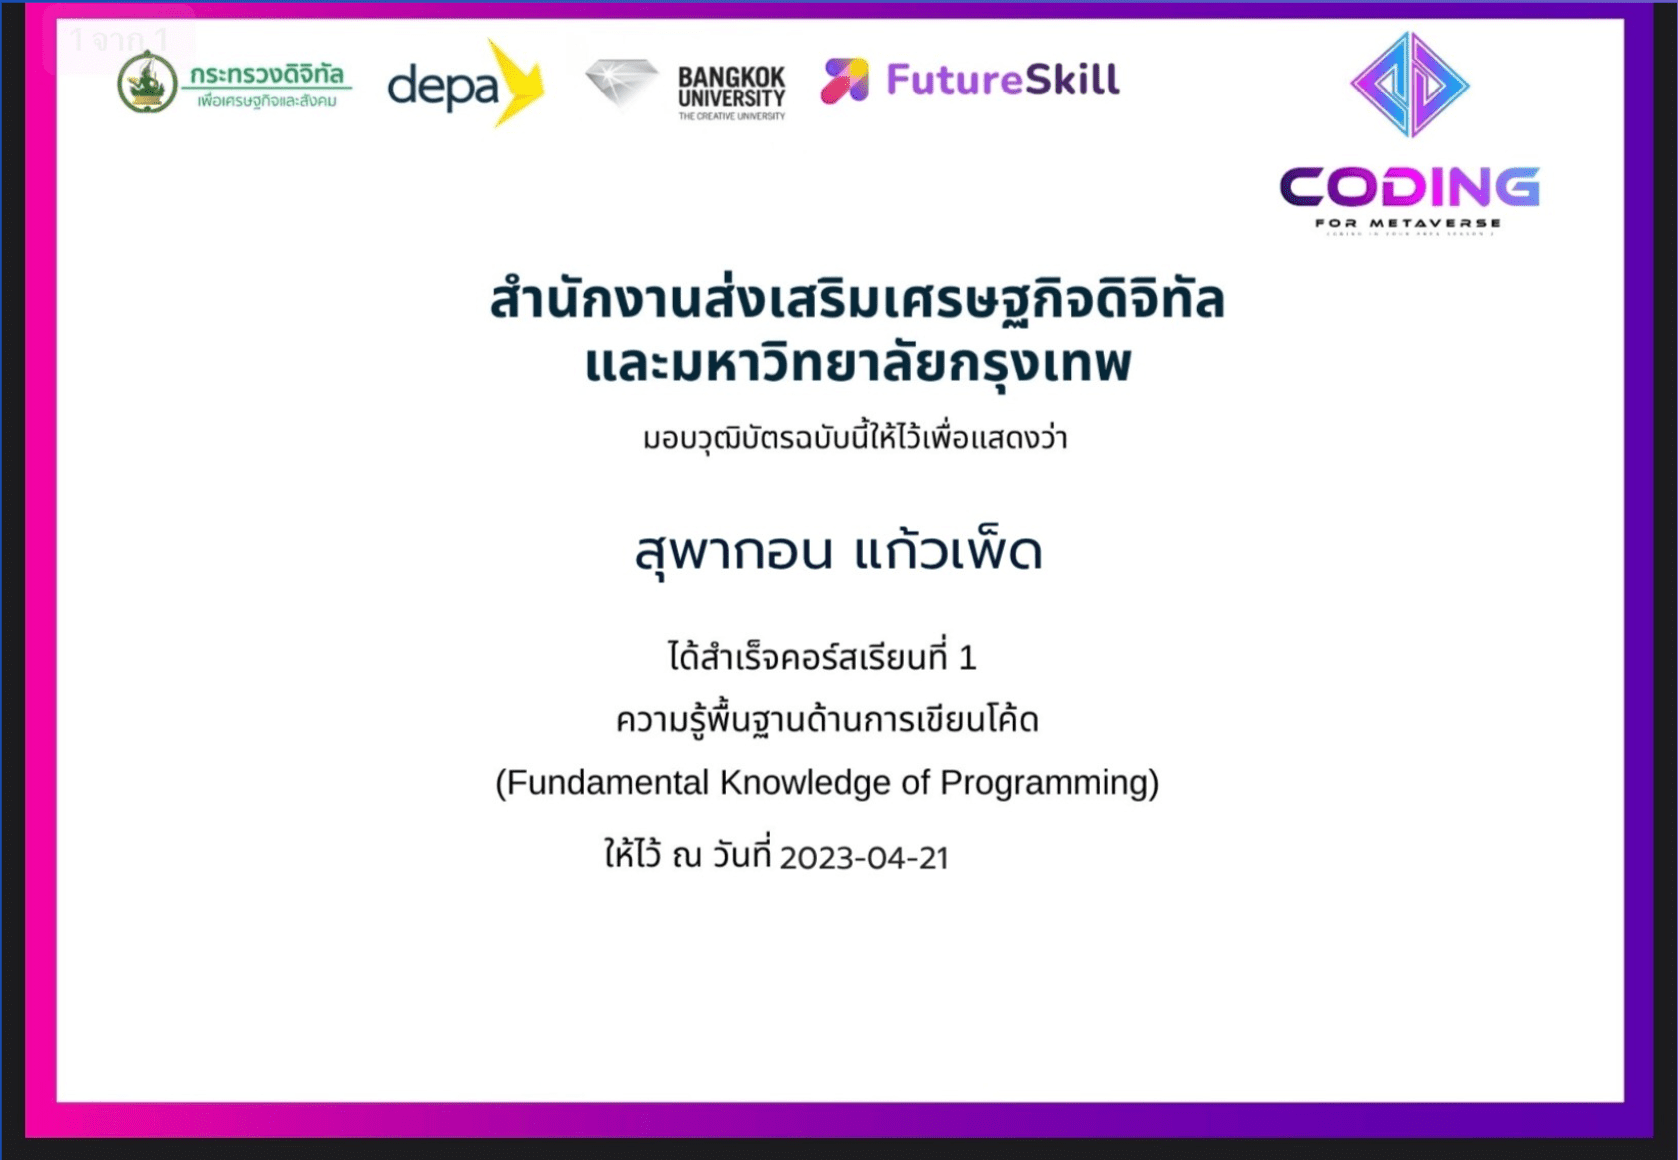 1 จาก 1
กระทรวงดิจิทัล
เพื่อเศรษฐกิจและสังคม
depa
BANGKOK
UNIVERSITY
THE CREATIVE UNIVERSITY
FutureSkill
CODING
FOR METAVERSE
สำนักงานส่งเสริมเศรษฐกิจดิจิทัล
และมหาวิทยาลัยกรุงเทพ
มอบวุฒิบัตรฉบับนี้ให้ไว้เพื่อแสดงว่า
สุพากอน แก้วเพ็ด
ได้สำเร็จคอร์สเรียนที่ 1
ความรู้พื้นฐานด้านการเขียนโค้ด
(Fundamental Knowledge of Programming)
ให้ไว้ ณ วันที่ 2023-04-21